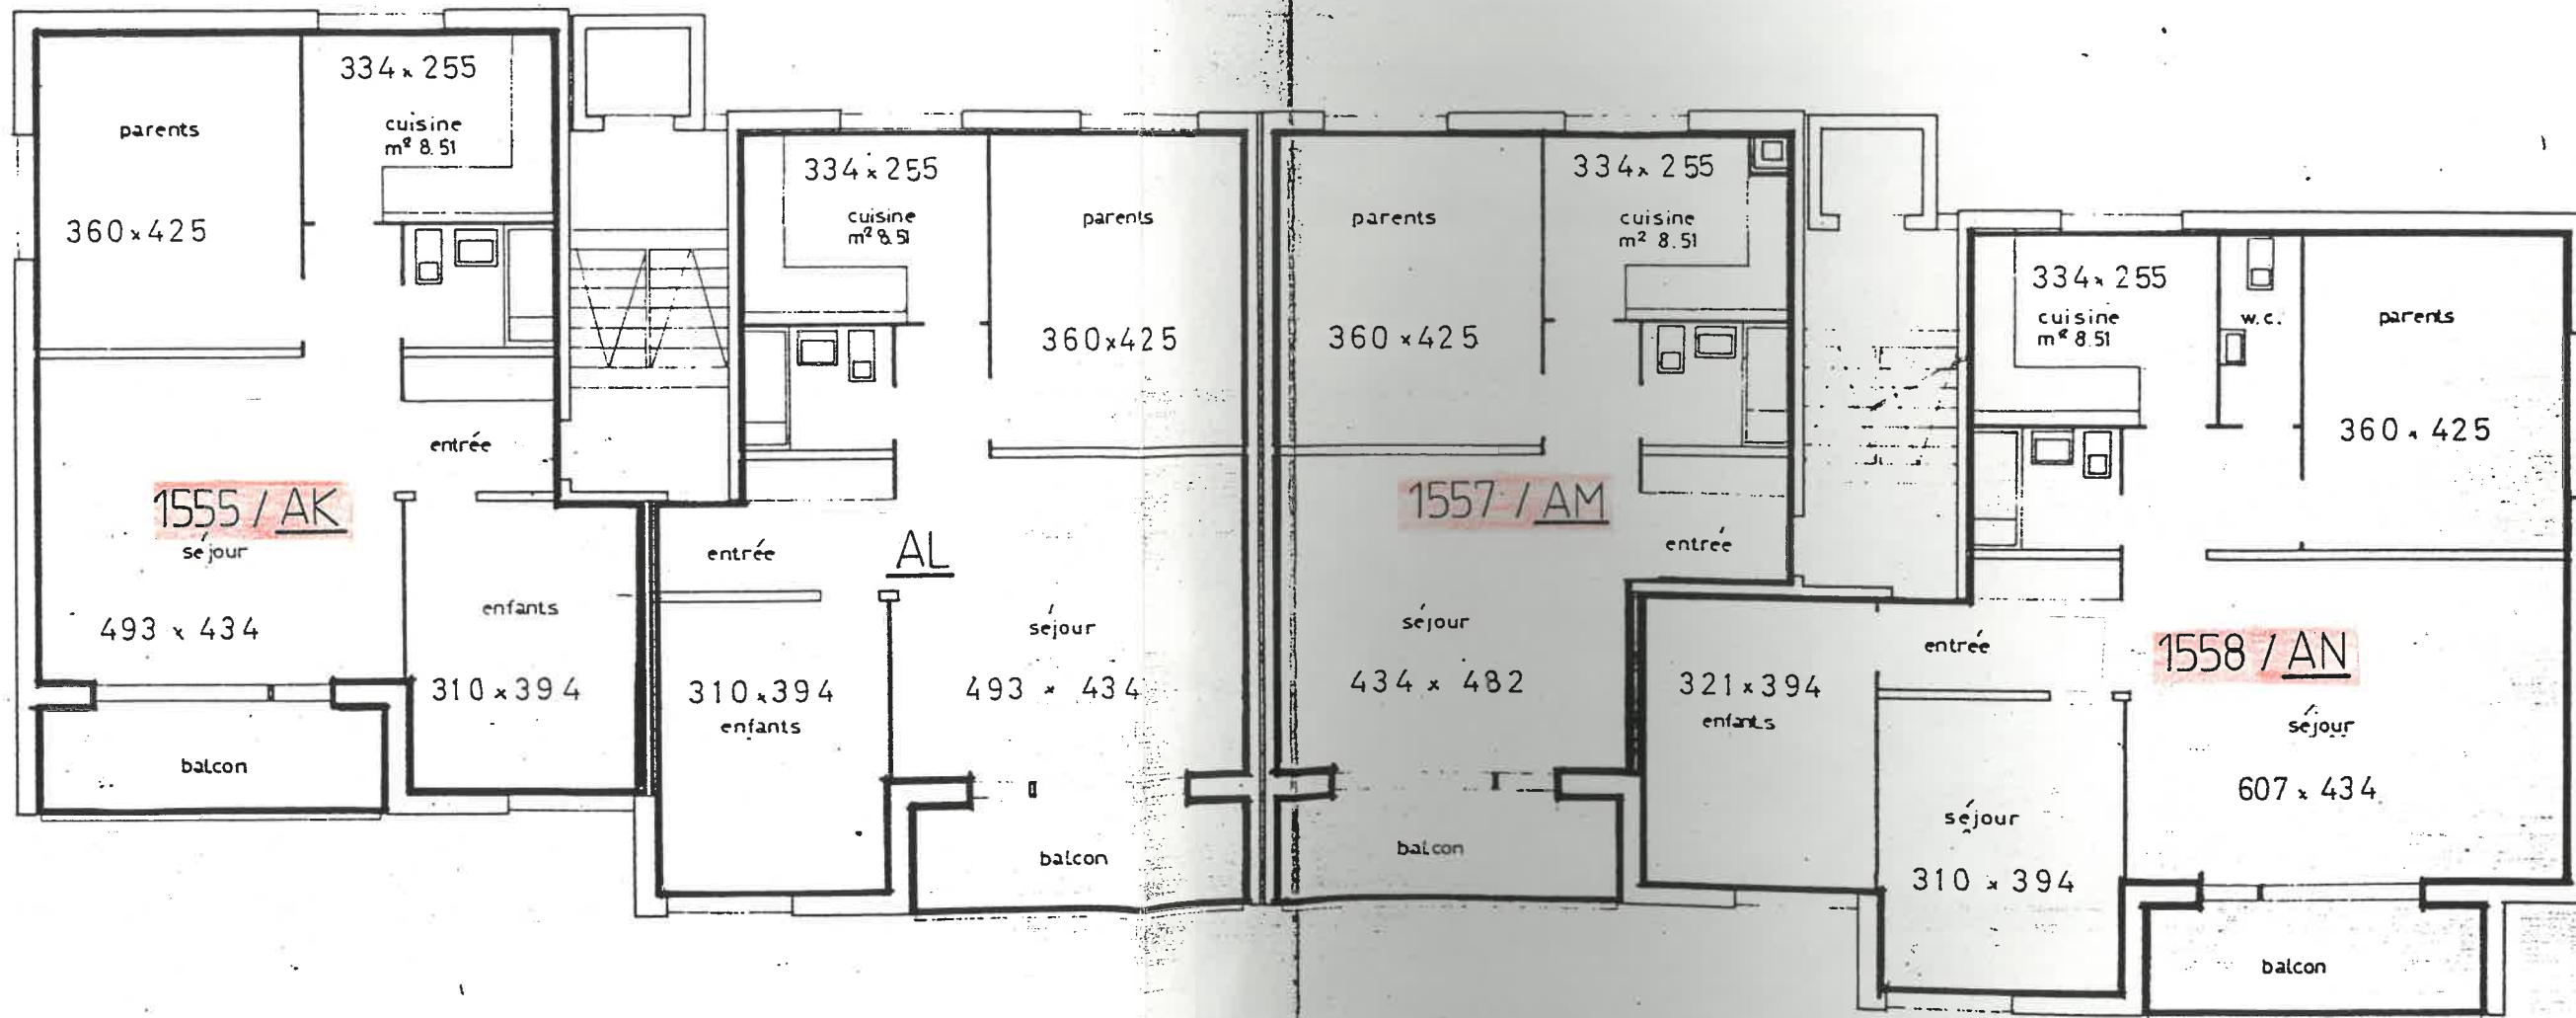 parents
360 x 425
334 x 255
cuisine
m² 8.51
entrée
1555 / AK
séjour
493 x 434
enfants
310 x 394
balcon
334 x 255
cuisine
m² 8.51
parents
360 x 425
entrée
AL
séjour
493 x 434
310 x 394
enfants
balcon
parents
360 x 425
334 x 255
cuisine
m² 8.51
1557 / AM
entrée
séjour
434 x 482
balcon
321 x 394
enfants
334 x 255
cuisine
m² 8.51
w.c.
parents
360 x 425
entrée
1558 / AN
séjour
607 x 434
séjour
310 x 394
balcon